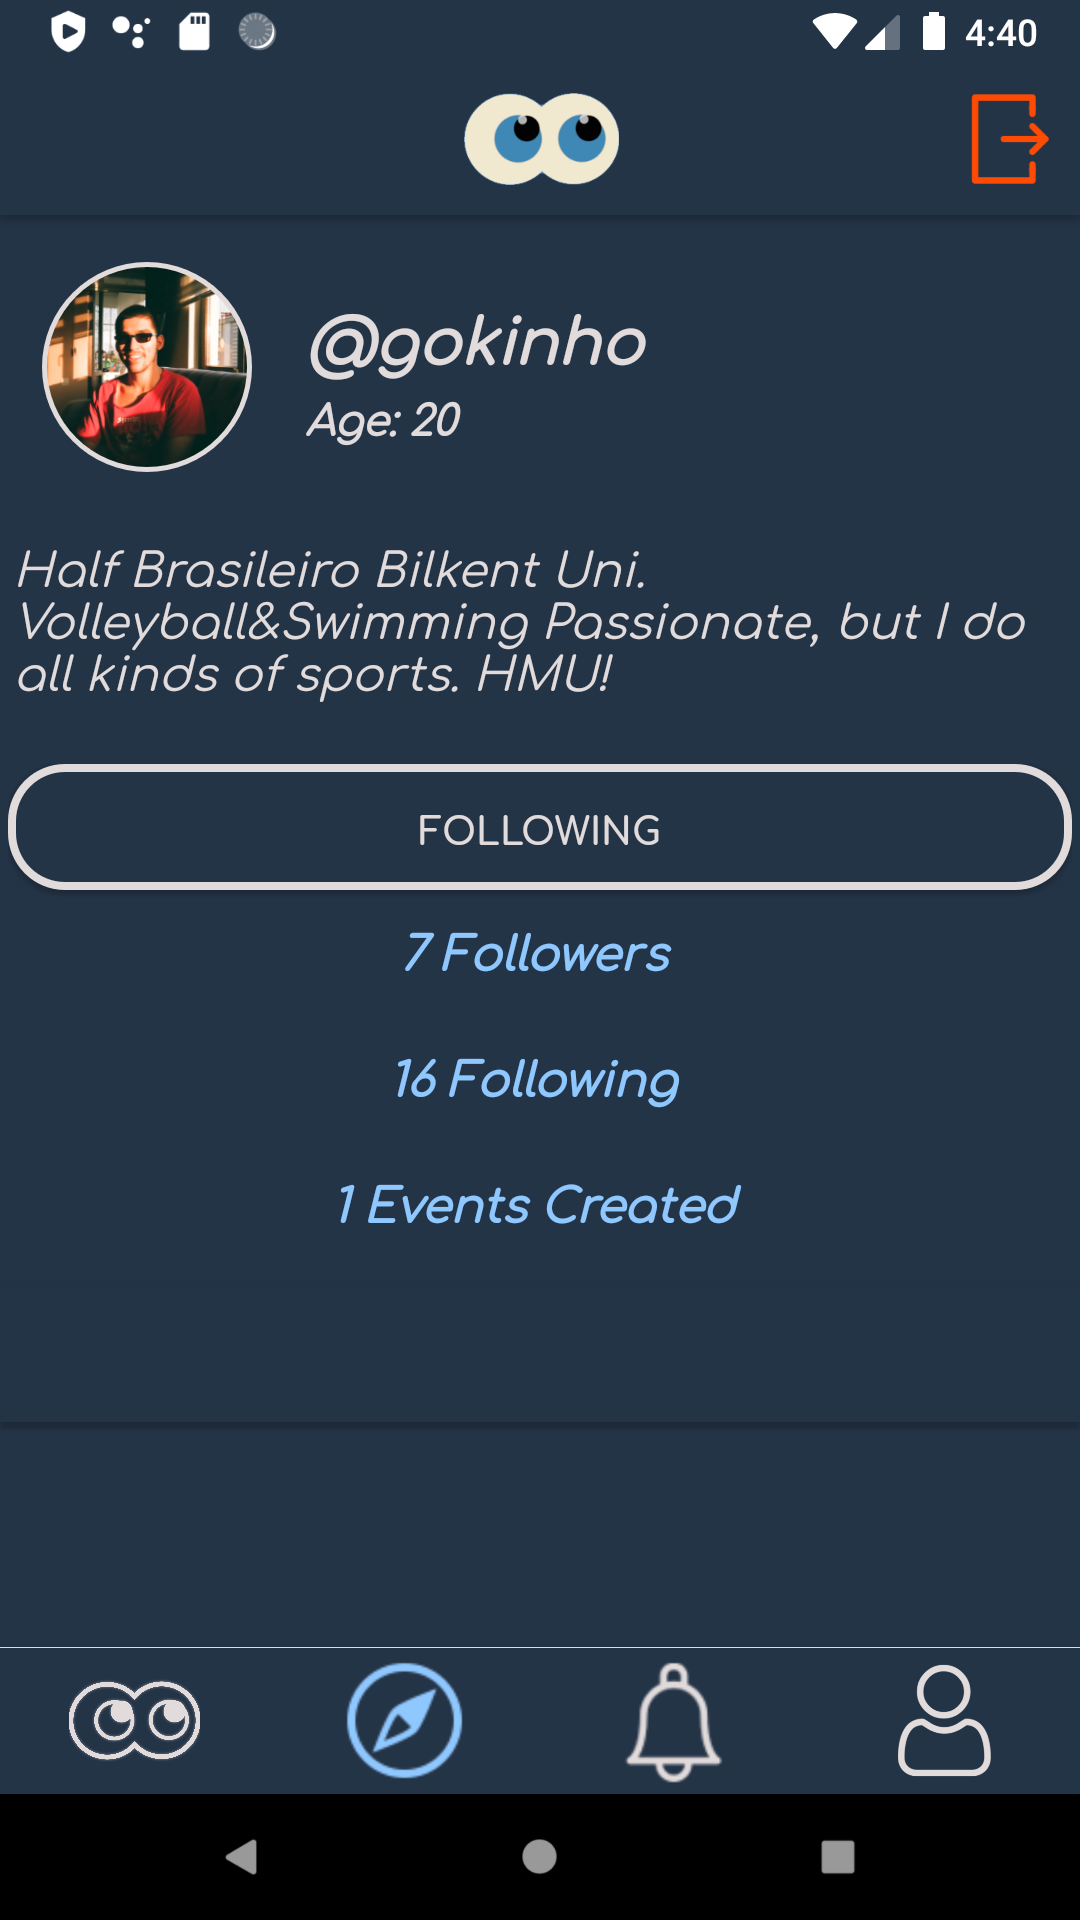 4:40
@gokinho
Age: 20
Half Brasileiro Bilkent Uni.
Volleyball&Swimming Passionate, but I do
all kinds of sports. HMU!
FOLLOWING
7 Followers
16 Following
1 Events Created